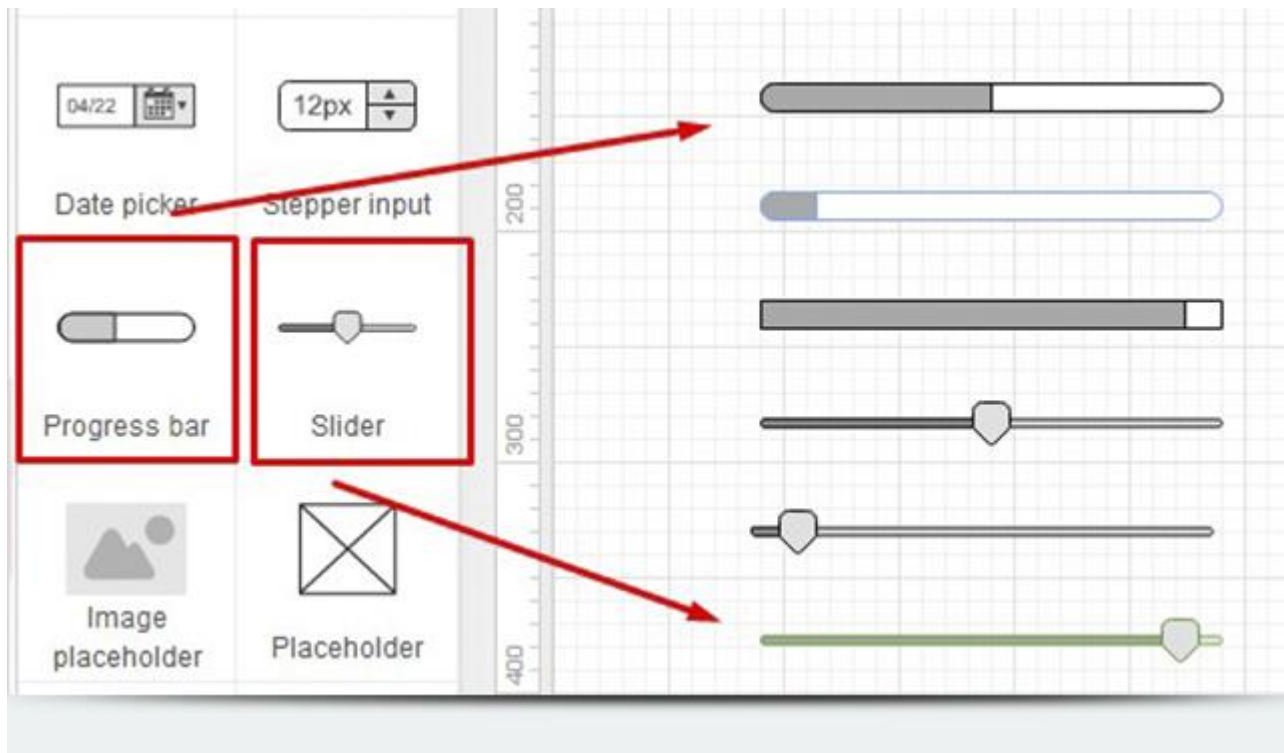 04/22
12px
Date picker
Stepper input
Progress bar
Slider
Image
placeholder
Placeholder
200
300
400